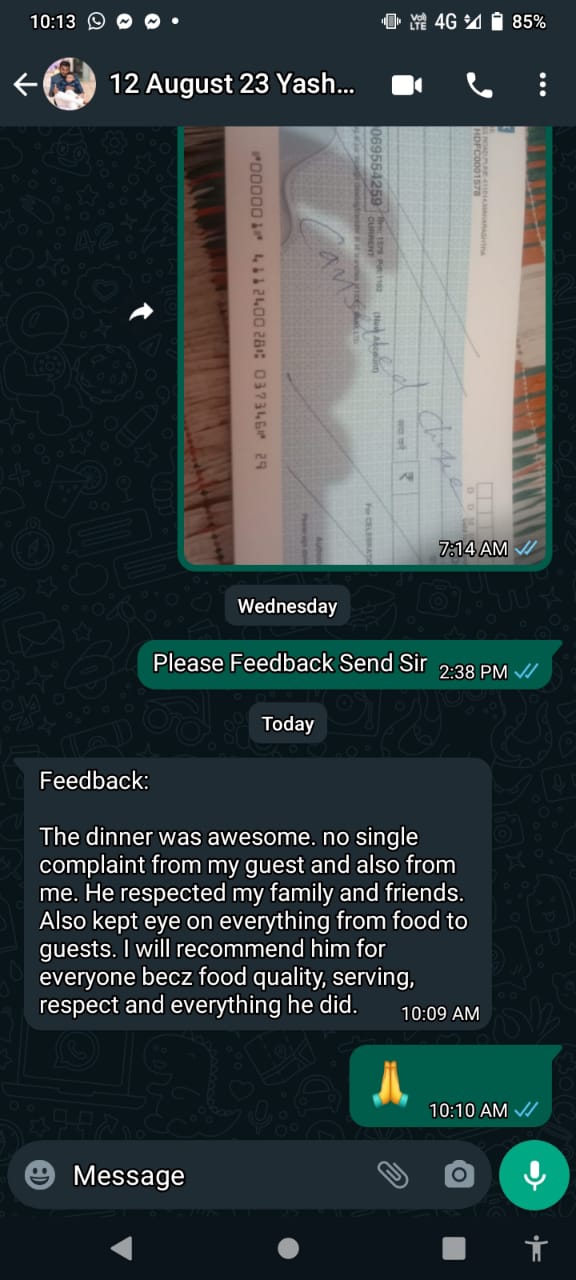 10:13
Vo)
LTE
4G
85%
12 August 23 Yash...
HDFC0001578
069554259
CURRENT
Cancelled Cheque
⑈000001⑈ 411240028⑆ 037346⑈ 29
₹
7:14 AM
Wednesday
Please Feedback Send Sir
2:38 PM
Today
Feedback:
The dinner was awesome. no single
complaint from my guest and also from
me. He respected my family and friends.
Also kept eye on everything from food to
guests. I will recommend him for
everyone becz food quality, serving,
respect and everything he did.
10:09 AM
🙏
10:10 AM
Message